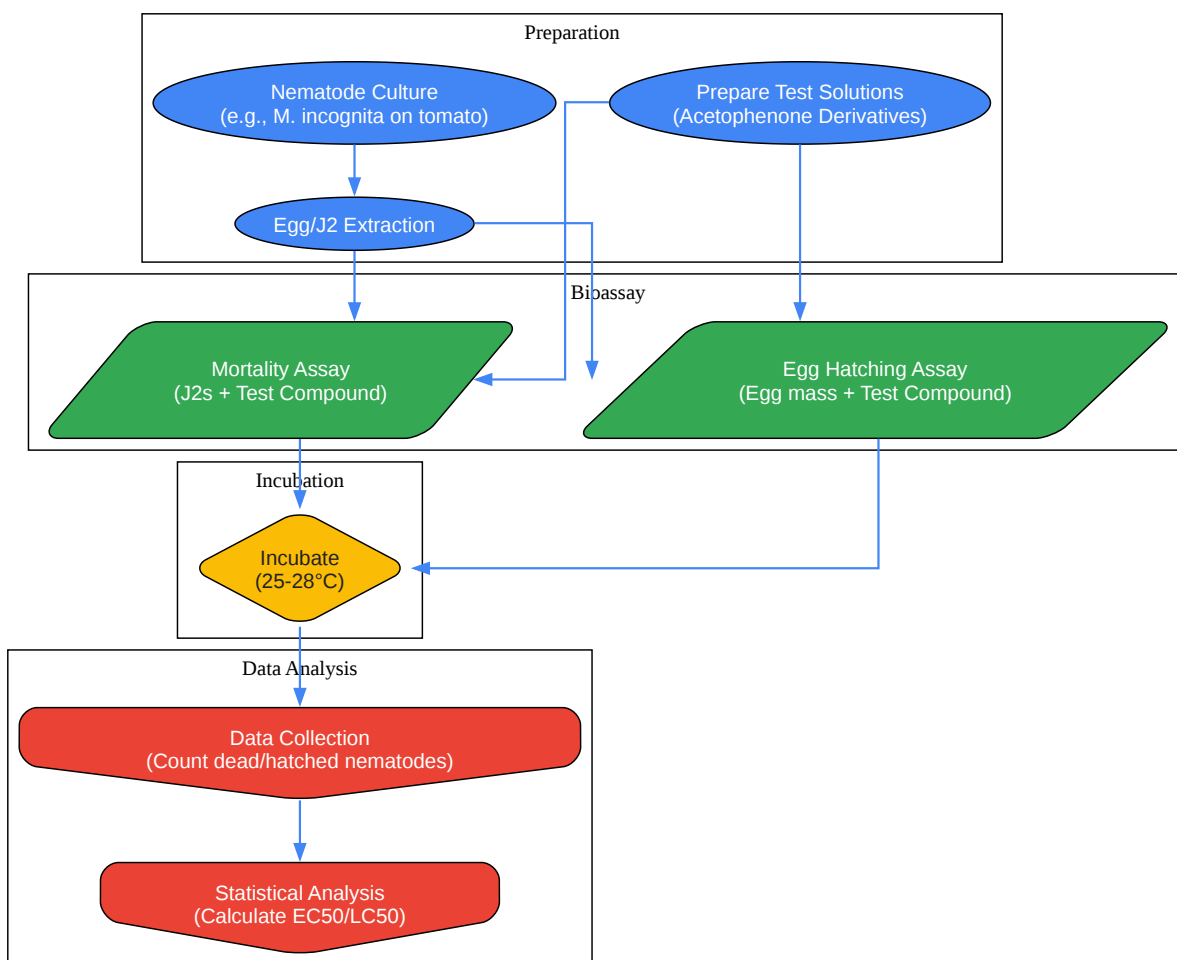 Preparation
Nematode Culture
(e.g., M. incognita on tomato)
Prepare Test Solutions
(Acetophenone Derivatives)
Egg/J2 Extraction
Bioassay
Mortality Assay
(J2s + Test Compound)
Egg Hatching Assay
(Egg mass + Test Compound)
Incubation
Incubate
(25-28°C)
Data Analysis
Data Collection
(Count dead/hatched nematodes)
Statistical Analysis
(Calculate EC50/LC50)